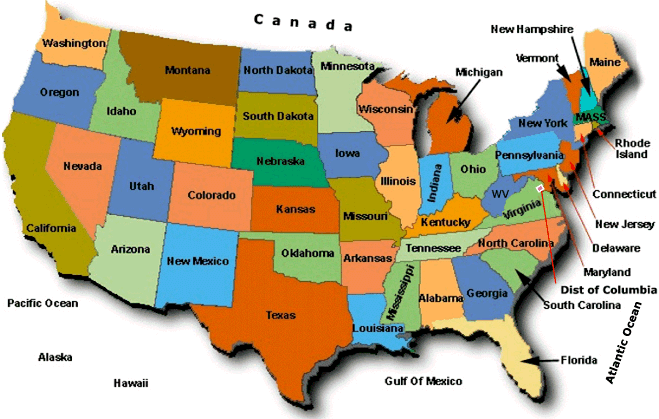 Canada
Washington
Montana
North Dakota
Minnesota
Michigan
New Hampshire
Vermont
Maine
Oregon
Idaho
Wyoming
South Dakota
Wisconsin
New York
MASS
Rhode
Island
Nebraska
Iowa
Illinois
Indiana
Ohio
Pennsylvania
Connecticut
Nevada
Utah
Colorado
Kansas
Missouri
Kentucky
WV
Virginia
New Jersey
California
Delaware
Arizona
New Mexico
Oklahoma
Arkansas
Tennessee
North Carolina
Maryland
Dist of Columbia
South Carolina
Texas
Louisiana
Mississippi
Alabama
Georgia
Florida
Pacific Ocean
Atlantic Ocean
Alaska
Hawaii
Gulf Of Mexico